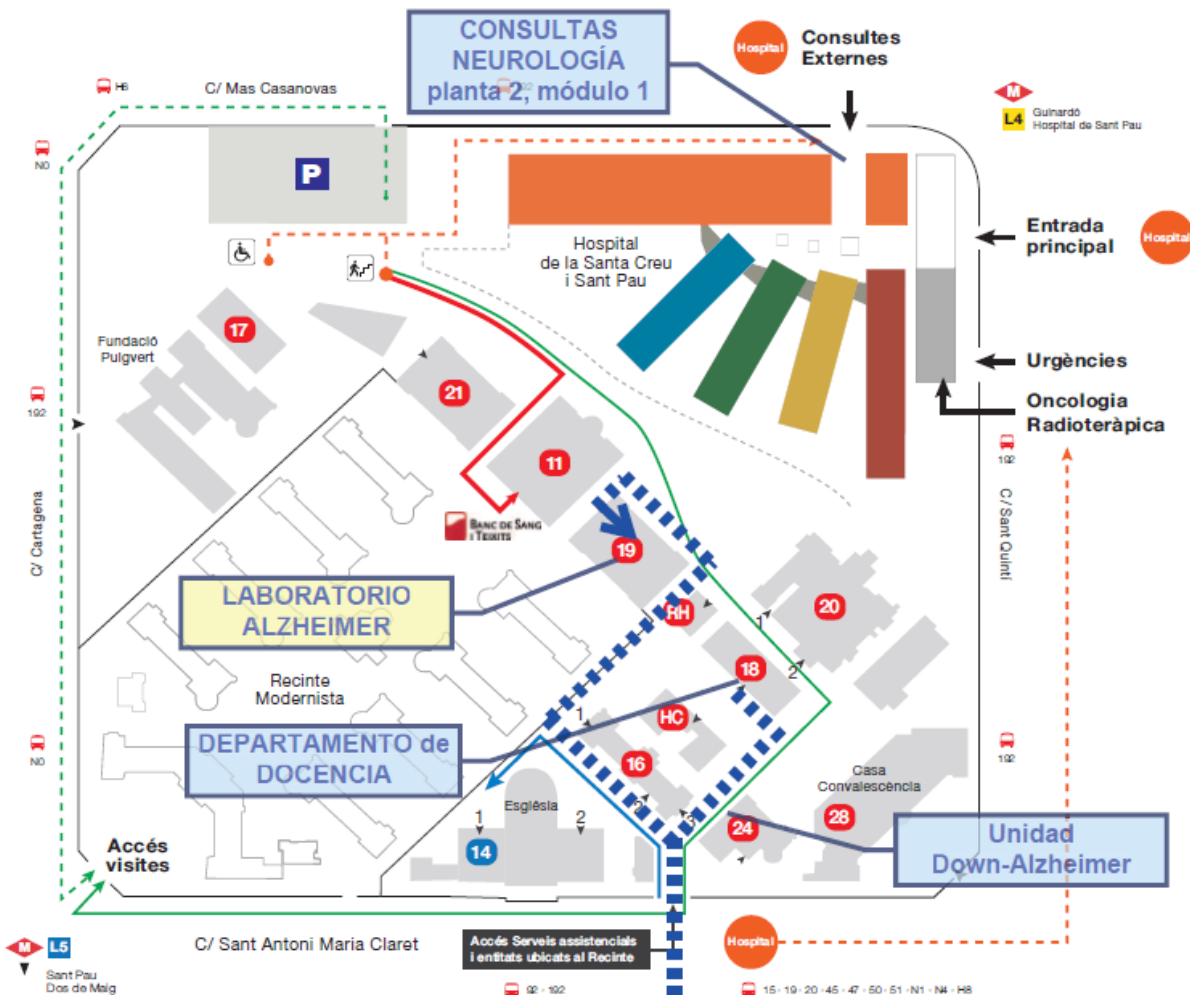 CONSULTAS
NEUROLOGÍA
planta 2, módulo 1
Hospital
Consultes
Externes
H6
C/ Mas Casanovas
M
L4
Guinardó
Hospital de Sant Pau
N0
P
Entrada
principal
Hospital
Hospital
de la Santa Creu
i Sant Pau
17
Fundació
Puigvert
21
Urgències
Oncologia
Radioteràpica
192
192
11
BANC DE SANG
I TEIXITS
C/ Cartagena
C/ Sant Quintí
19
LABORATORIO
ALZHEIMER
RH
1
20
18
2
Recinte
Modernista
HC
1
DEPARTAMENTO de
DOCENCIA
N0
192
16
2
3
Casa
Convalescència
28
24
Església
1
2
14
Unidad
Down-Alzheimer
Accés
visites
M
L5
Sant Pau
Dos de Maig
C/ Sant Antoni Maria Claret
Accés Serveis assistencials
i entitats ubicats al Recinte
Hospital
92 - 192
15 - 19 - 20 - 45 - 47 - 50 - 51 - N1 - N4 - H8